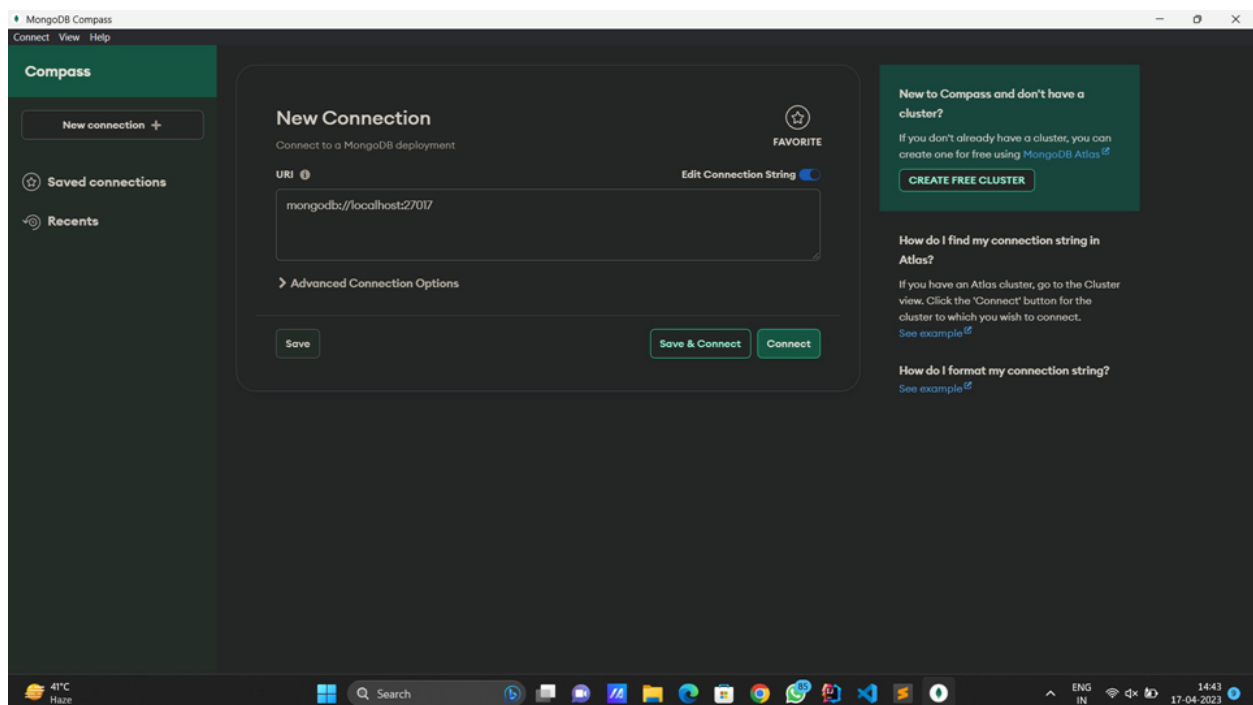 MongoDB Compass
Connect View Help
Compass
New connection +
Saved connections
Recents
New Connection
Connect to a MongoDB deployment
FAVORITE
URI
Edit Connection String
mongodb://localhost:27017
Advanced Connection Options
Save
Save & Connect
Connect
New to Compass and don't have a
cluster?
If you don't already have a cluster, you can
create one for free using MongoDB Atlas
CREATE FREE CLUSTER
How do I find my connection string in
Atlas?
If you have an Atlas cluster, go to the Cluster
view. Click the 'Connect' button for the
cluster to which you wish to connect.
See example
How do I format my connection string?
See example
41°C
Haze
Search
85
ENG
IN
14:43
17-04-2023